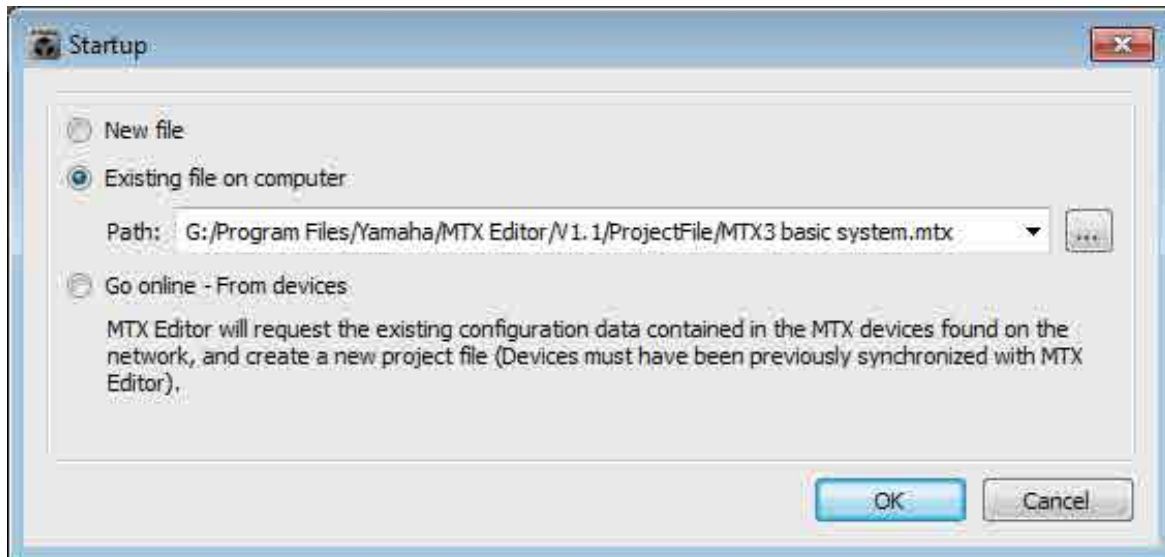 Startup
New file
Existing file on computer
Path: G:/Program Files/Yamaha/MTX Editor/V1.1/ProjectFile/MTX3 basic system.mtx ...
Go online - From devices
MTX Editor will request the existing configuration data contained in the MTX devices found on the
network, and create a new project file (Devices must have been previously synchronized with MTX
Editor).
OK Cancel